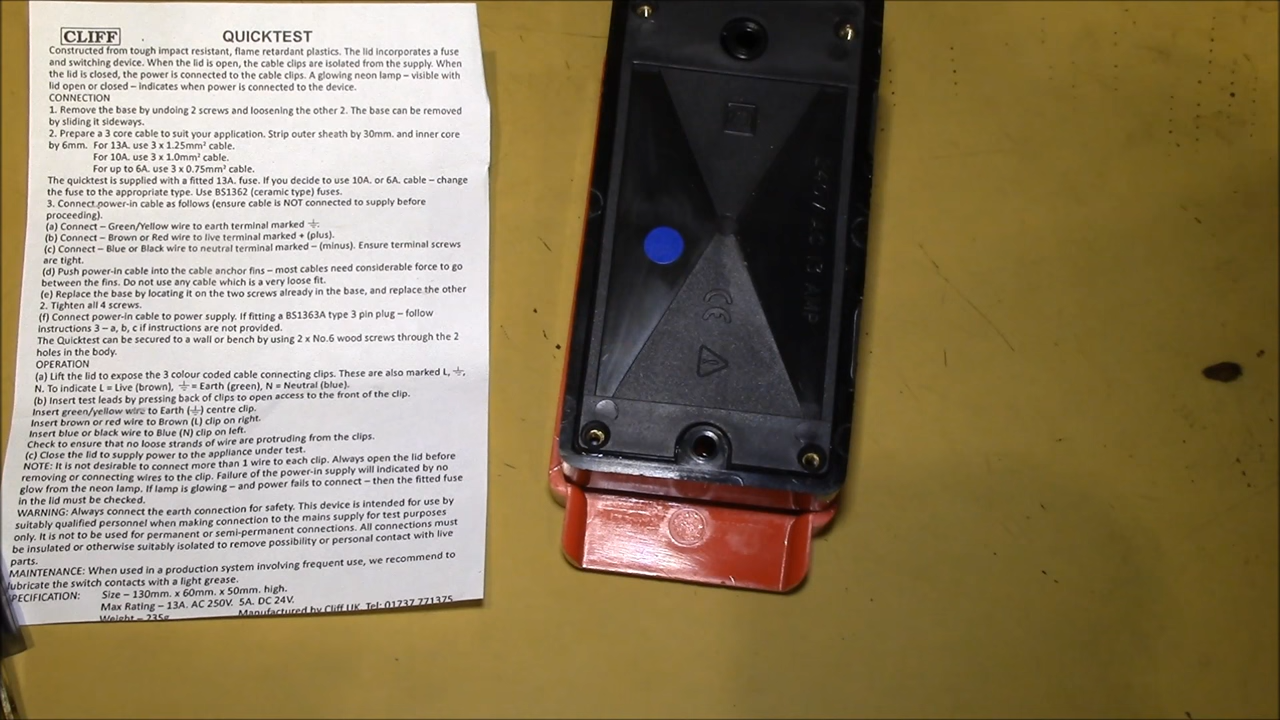 CLIFF QUICKTEST
Constructed from tough impact resistant, flame retardant plastics. The lid incorporates a fuse
and switching device. When the lid is open, the cable clips are isolated from the supply. When
the lid is closed, the power is connected to the cable clips. A glowing neon lamp – visible with
lid open or closed – indicates when power is connected to the device.
CONNECTION
1. Remove the base by undoing 2 screws and loosening the other 2. The base can be removed
by sliding it sideways.
2. Prepare a 3 core cable to suit your application. Strip outer sheath by 30mm. and inner core
by 6mm. For 13A. use 3 x 1.25mm² cable.
For 10A. use 3 x 1.0mm² cable.
For up to 6A. use 3 x 0.75mm² cable.
The quicktest is supplied with a fitted 13A. fuse. If you decide to use 10A. or 6A. cable – change
the fuse to the appropriate type. Use BS1362 (ceramic type) fuses.
3. Connect power-in cable as follows (ensure cable is NOT connected to supply before
proceeding).
(a) Connect – Green/Yellow wire to earth terminal marked ⏚.
(b) Connect – Brown or Red wire to live terminal marked + (plus).
(c) Connect – Blue or Black wire to neutral terminal marked – (minus). Ensure terminal screws
are tight.
(d) Push power-in cable into the cable anchor fins – most cables need considerable force to go
between the fins. Do not use any cable which is a very loose fit.
(e) Replace the base by locating it on the two screws already in the base, and replace the other
2. Tighten all 4 screws.
(f) Connect power-in cable to power supply. If fitting a BS1363A type 3 pin plug – follow
instructions 3 – a, b, c if instructions are not provided.
The Quicktest can be secured to a wall or bench by using 2 x No.6 wood screws through the 2
holes in the body.
OPERATION
(a) Lift the lid to expose the 3 colour coded cable connecting clips. These are also marked L, ⏚,
N. To indicate L = Live (brown), ⏚ = Earth (green), N = Neutral (blue).
(b) Insert test leads by pressing back of clips to open access to the front of the clip.
Insert green/yellow wire to Earth (⏚) centre clip.
Insert brown or red wire to Brown (L) clip on right.
Insert blue or black wire to Blue (N) clip on left.
Check to ensure that no loose strands of wire are protruding from the clips.
(c) Close the lid to supply power to the appliance under test.
NOTE: It is not desirable to connect more than 1 wire to each clip. Always open the lid before
removing or connecting wires to the clip. Failure of the power-in supply will indicated by no
glow from the neon lamp. If lamp is glowing – and power fails to connect – then the fitted fuse
in the lid must be checked.
WARNING: Always connect the earth connection for safety. This device is intended for use by
suitably qualified personnel when making connection to the mains supply for test purposes
only. It is not to be used for permanent or semi-permanent connections. All connections must
be insulated or otherwise suitably isolated to remove possibility or personal contact with live
parts.
MAINTENANCE: When used in a production system involving frequent use, we recommend to
lubricate the switch contacts with a light grease.
SPECIFICATION: Size – 130mm. x 60mm. x 50mm. high.
Max Rating – 13A. AC 250V. 5A. DC 24V.
Weight – 235g Manufactured by Cliff UK. Tel: 01737 771375
CE